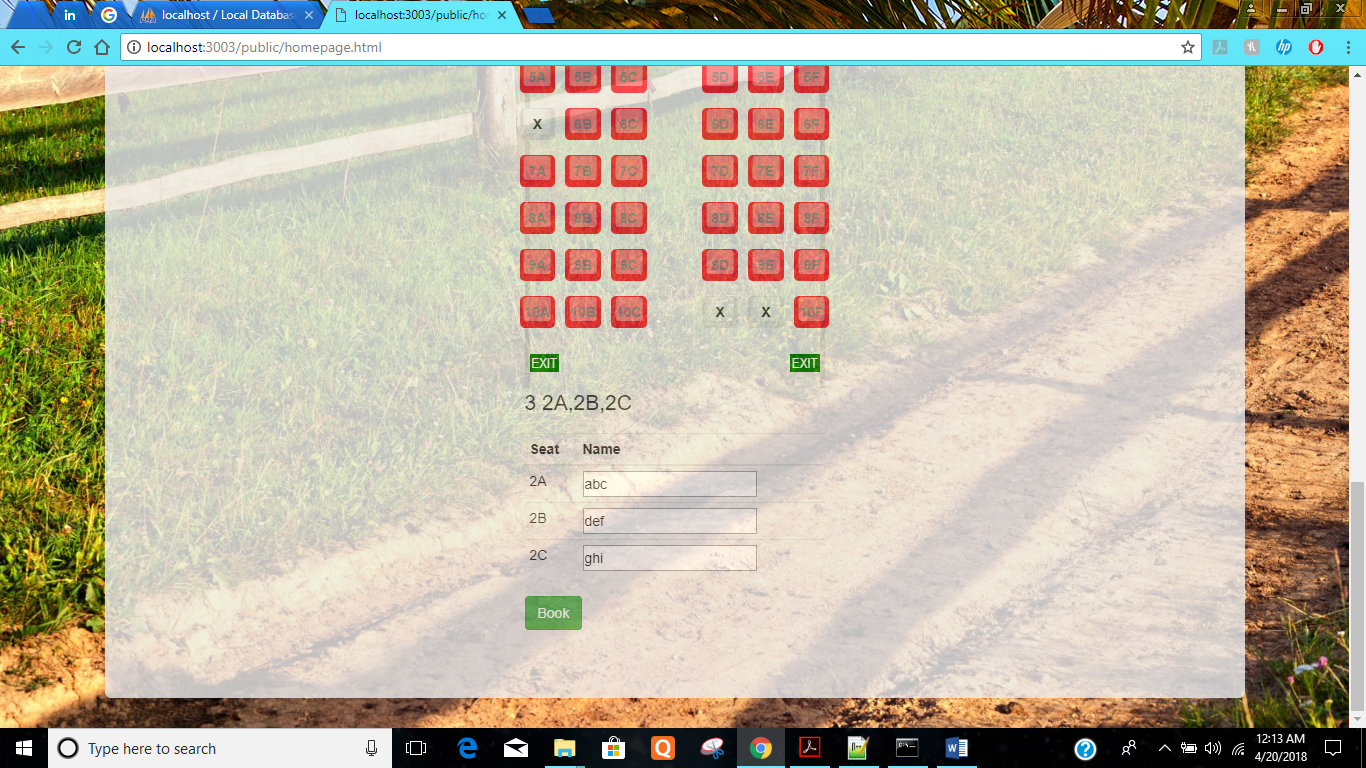 in G localhost / Local Databas localhost:3003/public/ho
localhost:3003/public/homepage.html
5A 5B 5C 5D 5E 5F
X 6B 6C 6D 6E 6F
7A 7B 7C 7D 7E 7F
8A 8B 8C 8D 8E 8F
9A 9B 9C 9D 9E 9F
10A 10B 10C X X 10F
EXIT EXIT
3 2A,2B,2C
Seat Name
2A abc
2B def
2C ghi
Book
Type here to search
12:13 AM
4/20/2018